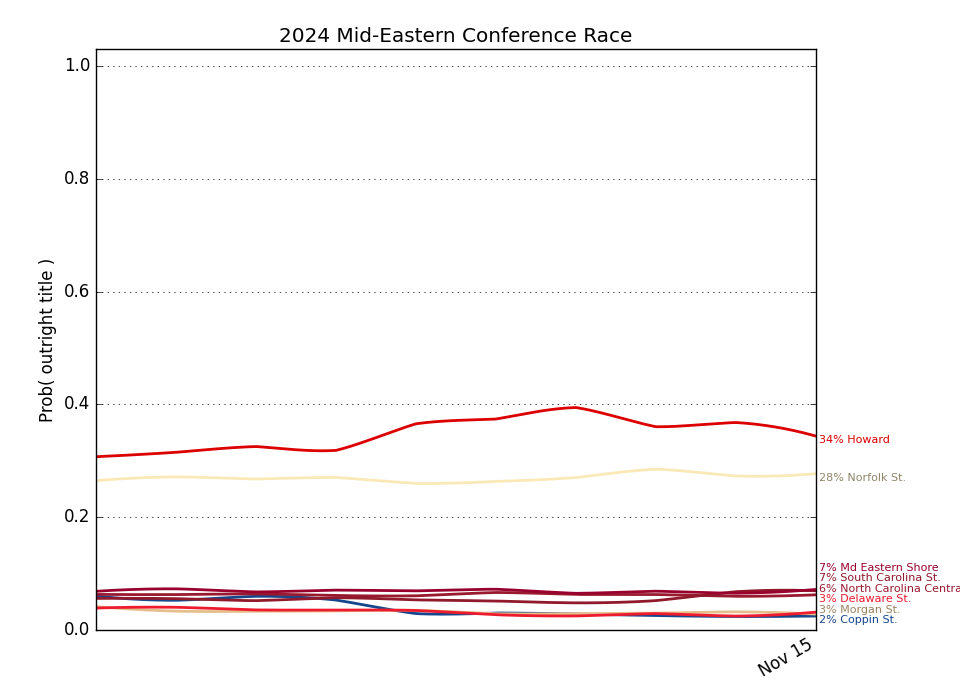 2024 Mid-Eastern Conference Race
Prob( outright title )
1.0
0.8
0.6
0.4
0.2
0.0
Nov 15
34% Howard
28% Norfolk St.
7% Md Eastern Shore
7% South Carolina St.
6% North Carolina Centra
3% Delaware St.
3% Morgan St.
2% Coppin St.